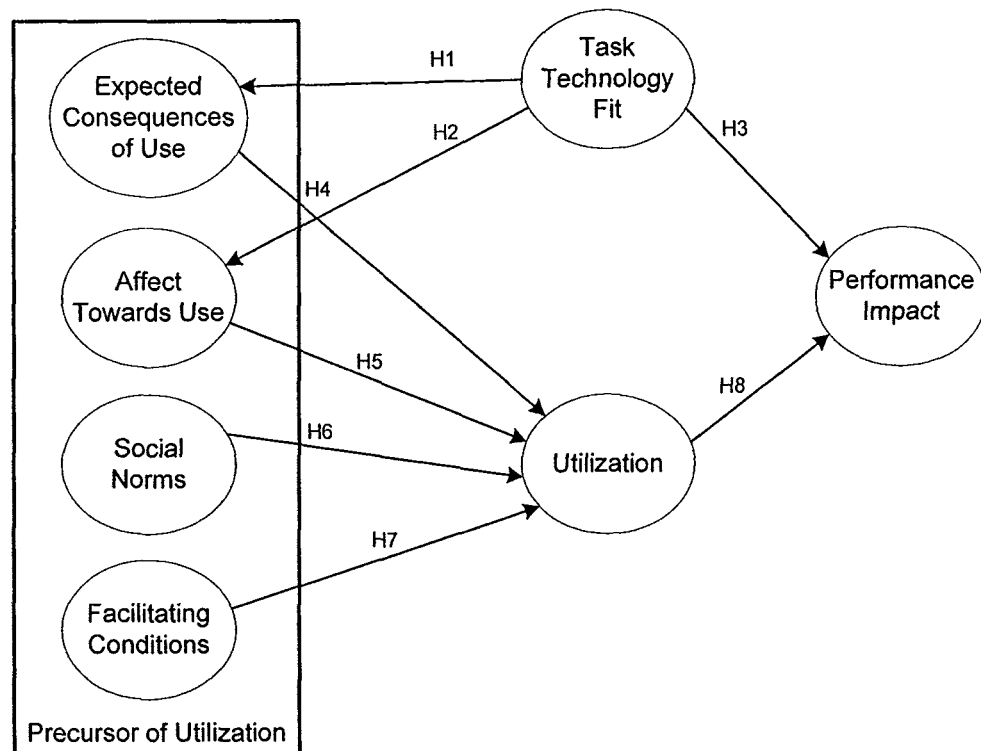 Expected
Consequences
of Use
H1
Task
Technology
Fit
H2
H3
H4
Affect
Towards Use
Performance
Impact
H5
H8
Social
Norms
H6
Utilization
H7
Facilitating
Conditions
Precursor of Utilization